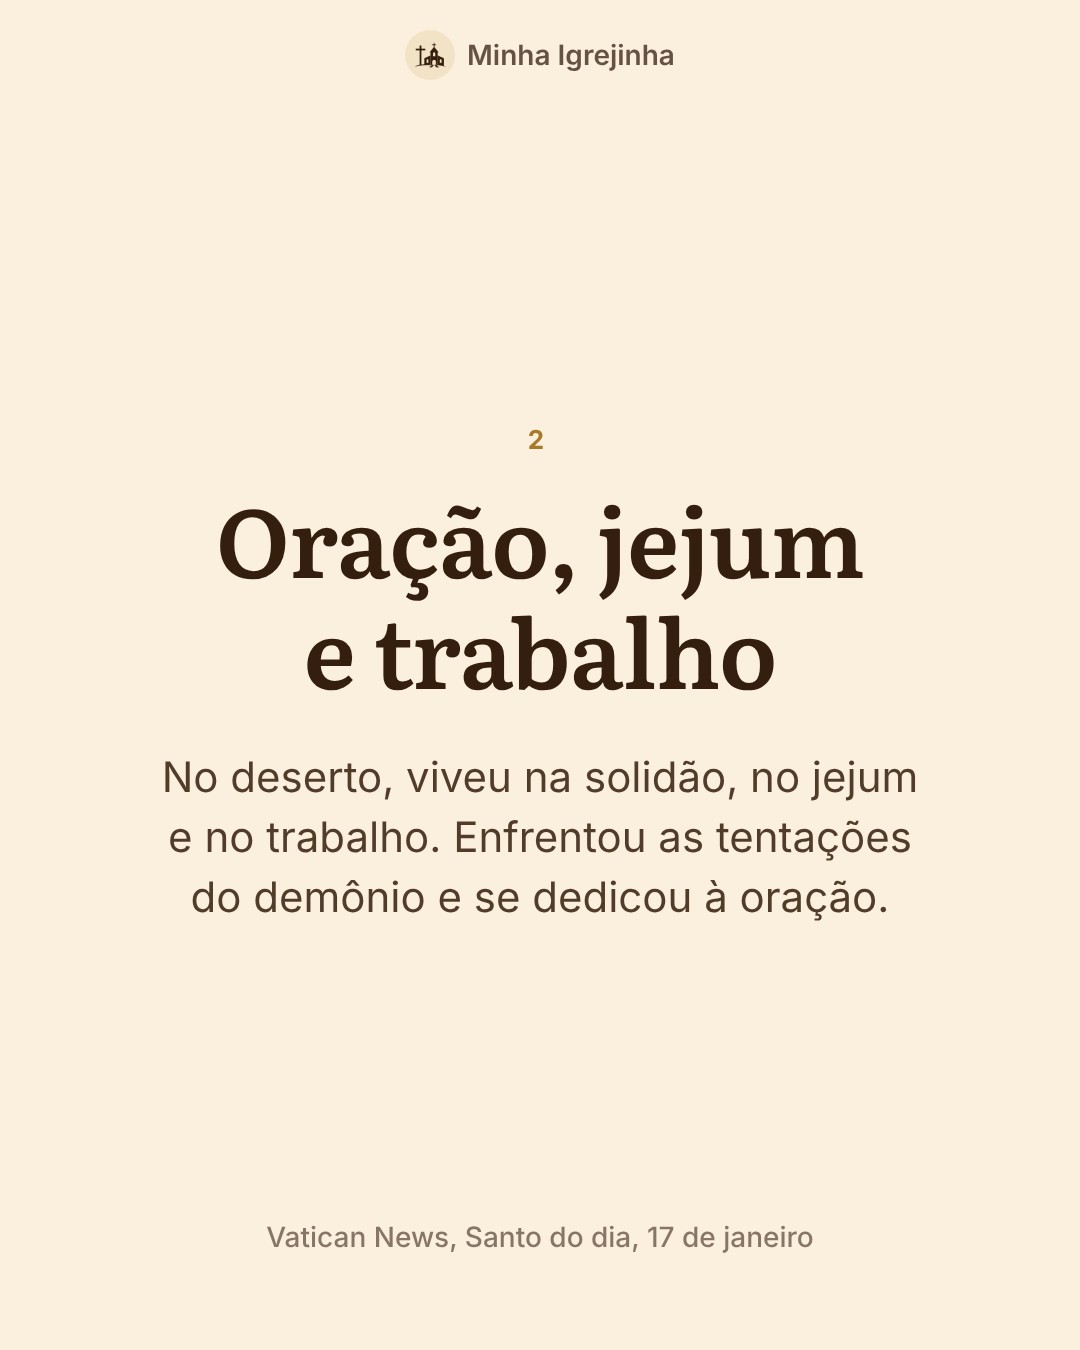 Minha Igrejinha
2
Oração, jejum
e trabalho
No deserto, viveu na solidão, no jejum
e no trabalho. Enfrentou as tentações
do demônio e se dedicou à oração.
Vatican News, Santo do dia, 17 de janeiro